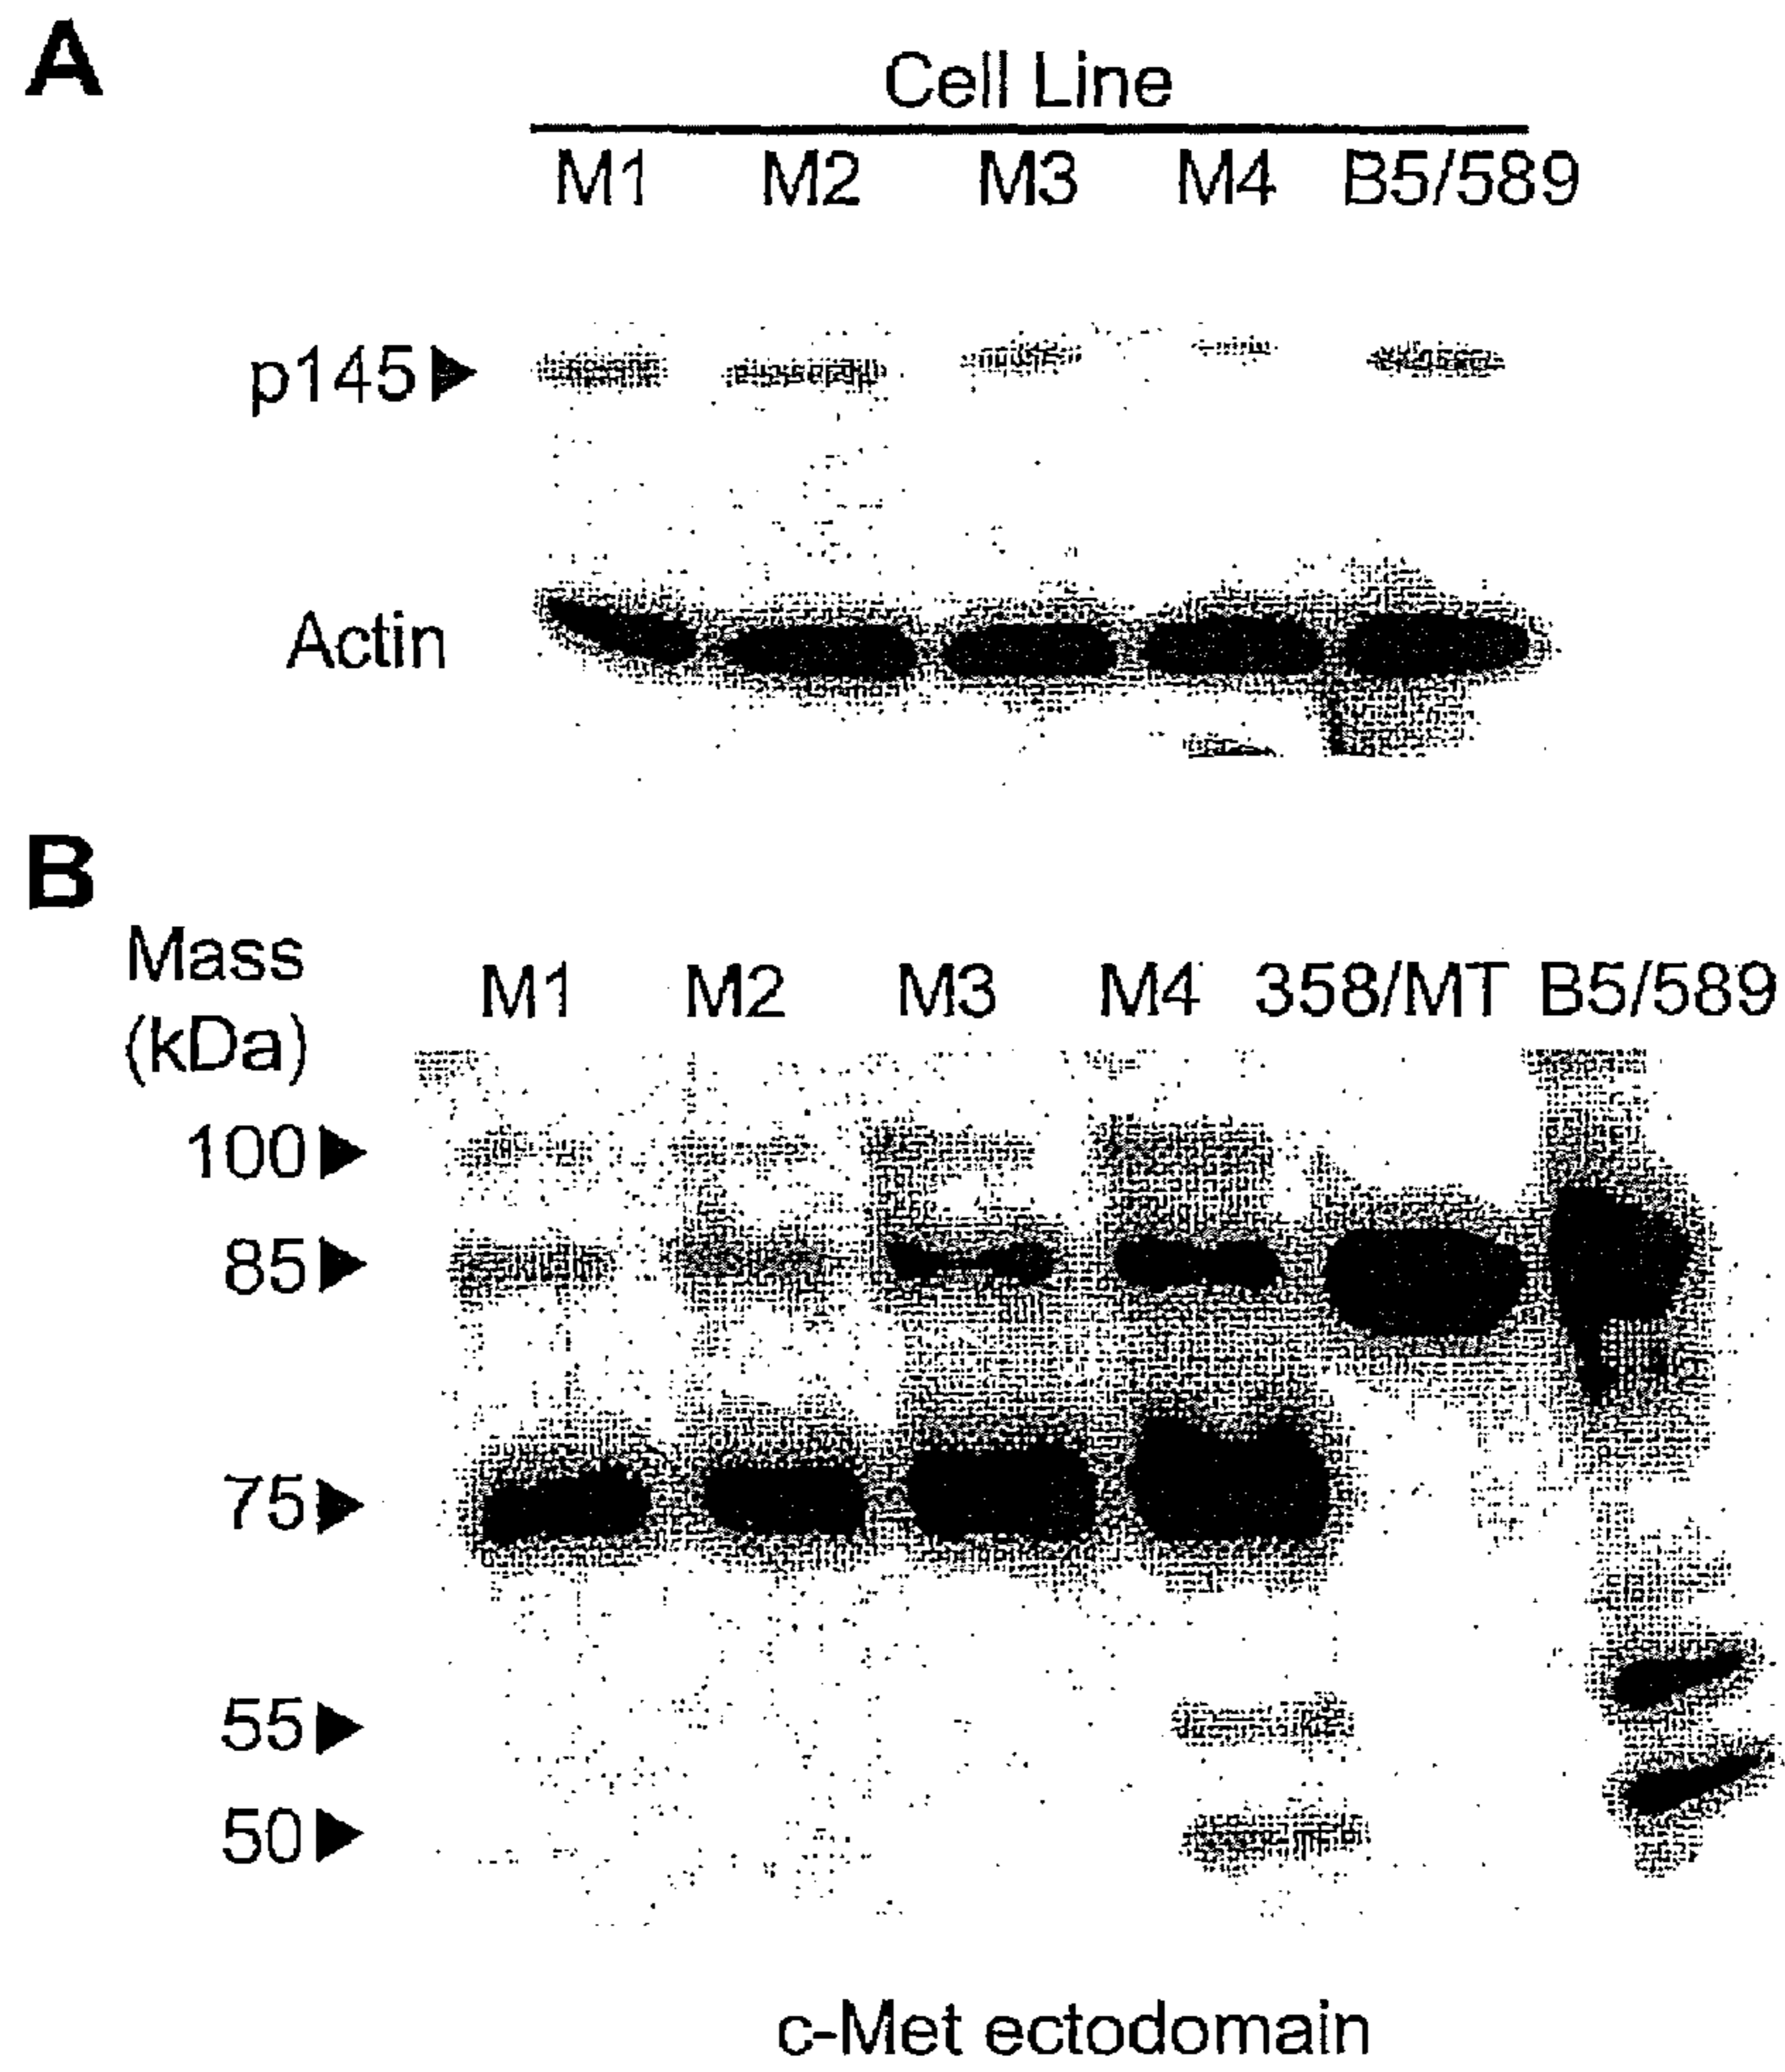 A
Cell Line
M1 M2 M3 M4 B5/589
p145
Actin
B
Mass
(kDa)
M1 M2 M3 M4 358/MT B5/589
100
85
75
55
50
c-Met ectodomain